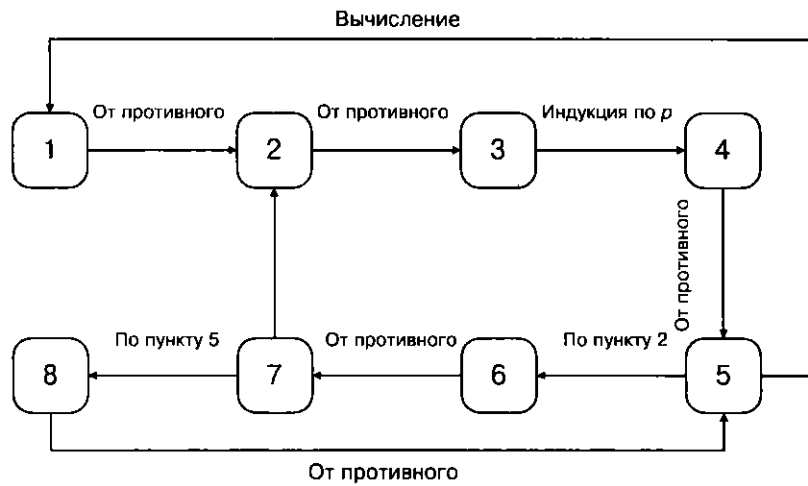 Вычисление
От противного
От противного
Индукция по p
1
2
3
4
От противного
По пункту 5
От противного
По пункту 2
8
7
6
5
От противного